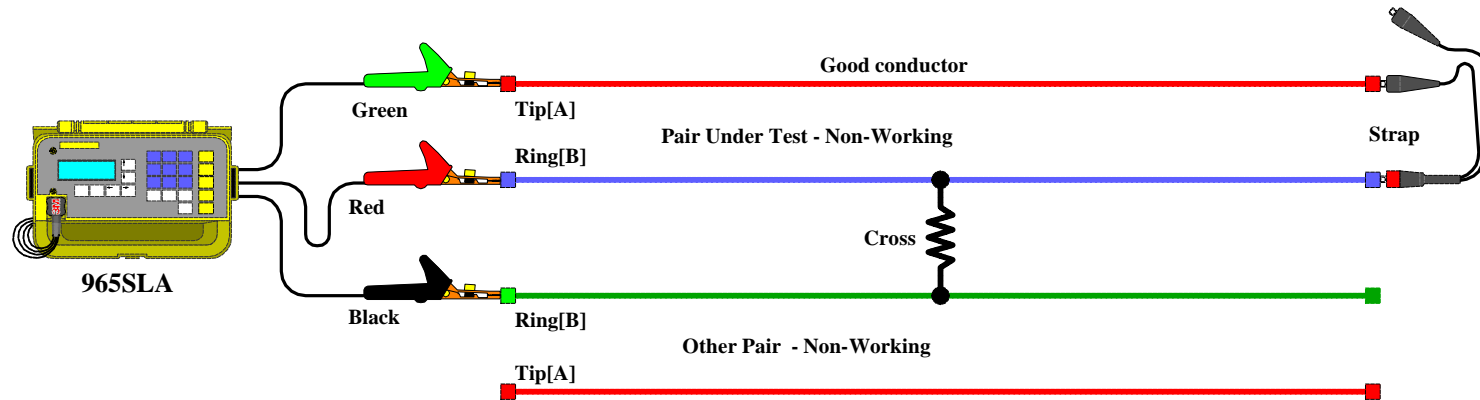 Good conductor
Green
Tip[A]
Pair Under Test - Non-Working
Strap
Ring[B]
Red
Cross
965SLA
Black
Ring[B]
Other Pair - Non-Working
Tip[A]